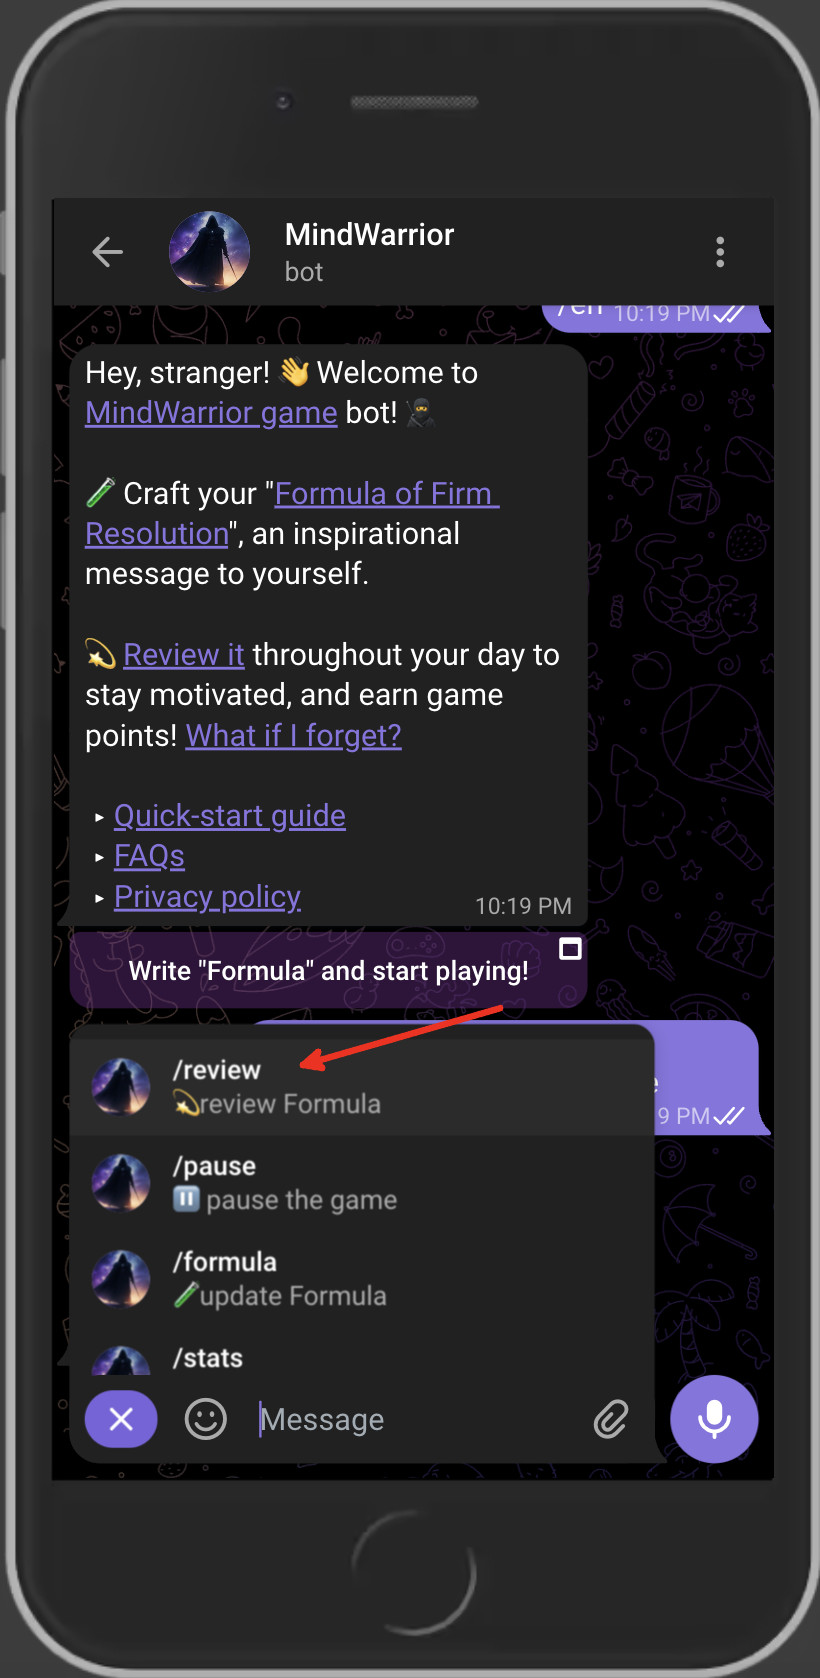 MindWarrior
bot
/en 10:19 PM
Hey, stranger! 👋 Welcome to
MindWarrior game bot! 🥷
🧪 Craft your "Formula of Firm
Resolution", an inspirational
message to yourself.
💫 Review it throughout your day to
stay motivated, and earn game
points! What if I forget?
‣ Quick-start guide
‣ FAQs
‣ Privacy policy
10:19 PM
Write "Formula" and start playing!
/review
💫review Formula
9 PM
/pause
⏸ pause the game
/formula
🧪update Formula
/stats
Message